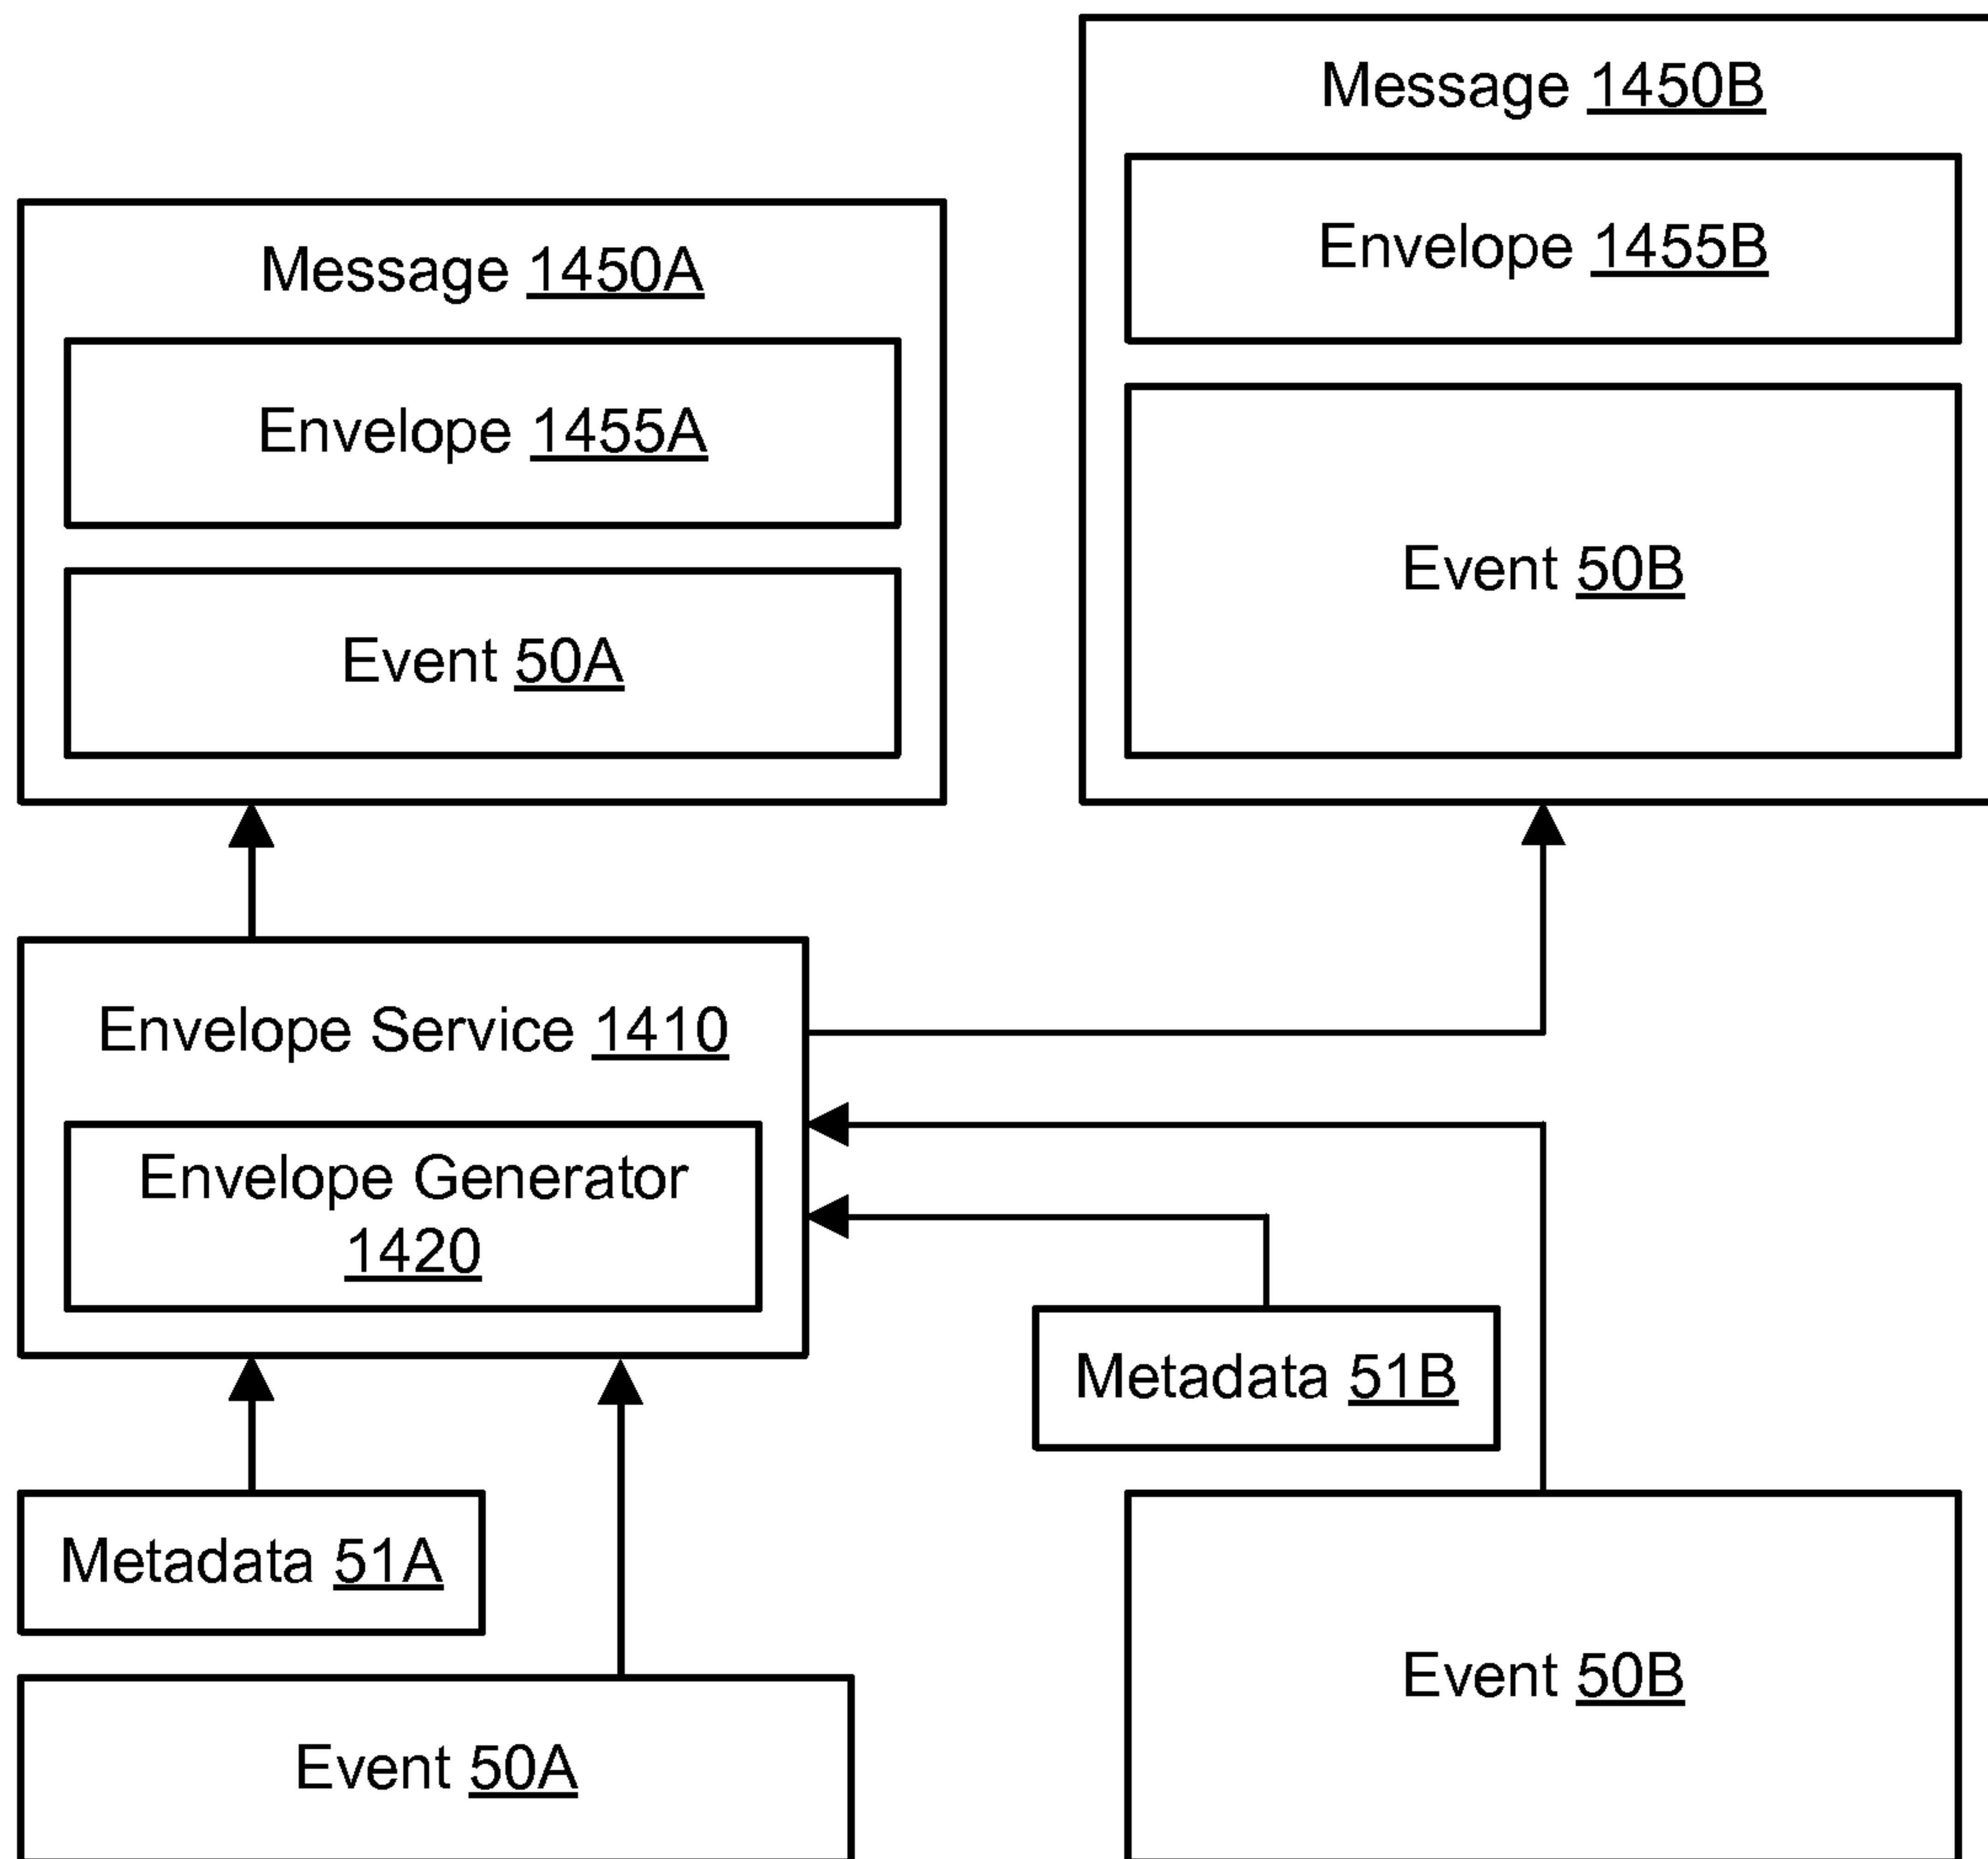 Message 1450B
Envelope 1455B
Event 50B
Message 1450A
Envelope 1455A
Event 50A
Envelope Service 1410
Envelope Generator
1420
Metadata 51B
Metadata 51A
Event 50B
Event 50A